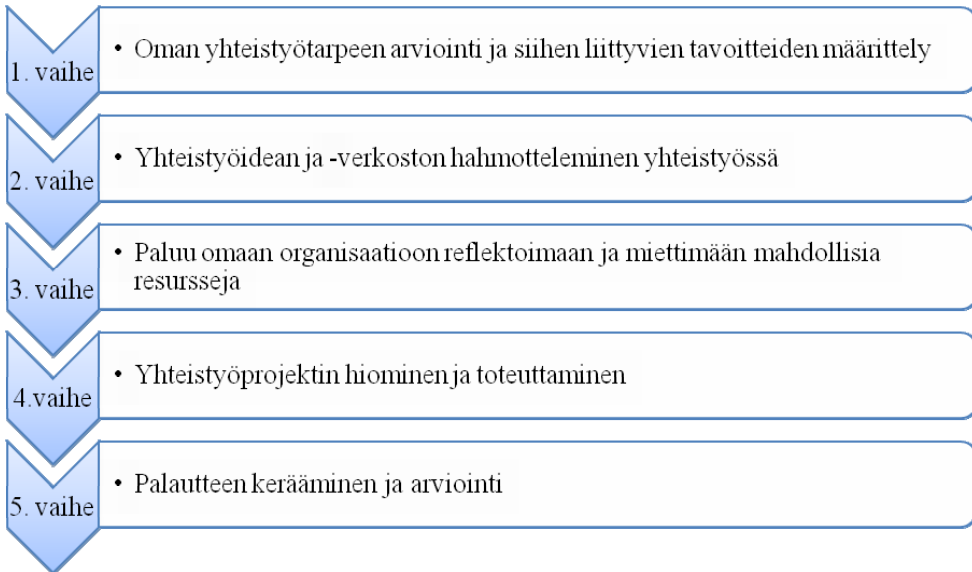 1. vaihe
• Oman yhteistyötarpeen arviointi ja siihen liittyvien tavoitteiden määrittely
2. vaihe
• Yhteistyöidean ja -verkoston hahmotteleminen yhteistyössä
3. vaihe
• Paluu omaan organisaatioon reflektoimaan ja miettimään mahdollisia
resursseja
4.vaihe
• Yhteistyöprojektin hiominen ja toteuttaminen
5. vaihe
• Palautteen kerääminen ja arviointi